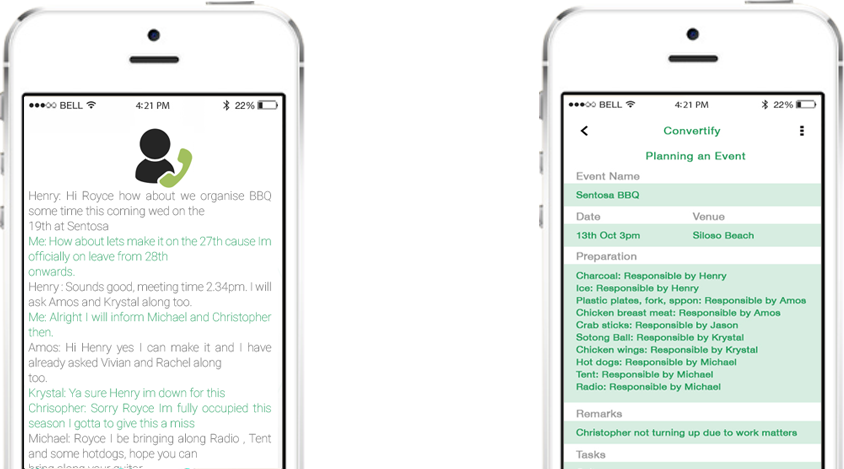 ●●●○○ BELL 4:21 PM 22%
Henry: Hi Royce how about we organise BBQ
some time this coming wed on the
19th at Sentosa
Me: How about lets make it on the 27th cause Im
officially on leave from 28th
onwards.
Henry : Sounds good, meeting time 2.34pm. I will
ask Amos and Krystal along too.
Me: Alright I will inform Michael and Christopher
then.
Amos: Hi Henry yes I can make it and I have
already asked Vivian and Rachel along
too.
Krystal: Ya sure Henry im down for this
Chrisopher: Sorry Royce Im fully occupied this
season I gotta to give this a miss
Michael: Royce I be bringing along Radio , Tent
and some hotdogs, hope you can
bring along your guitar
●●●○○ BELL 4:21 PM 22%
Convertify
Planning an Event
Event Name
Sentosa BBQ
Date Venue
13th Oct 3pm Siloso Beach
Preparation
Charcoal: Responsible by Henry
Ice: Responsible by Henry
Plastic plates, fork, sppon: Responsible by Amos
Chicken breast meat: Responsible by Amos
Crab sticks: Responsible by Jason
Sotong Ball: Responsible by Krystal
Chicken wings: Responsible by Krystal
Hot dogs: Responsible by Michael
Tent: Responsible by Michael
Radio: Responsible by Michael
Remarks
Christopher not turning up due to work matters
Tasks